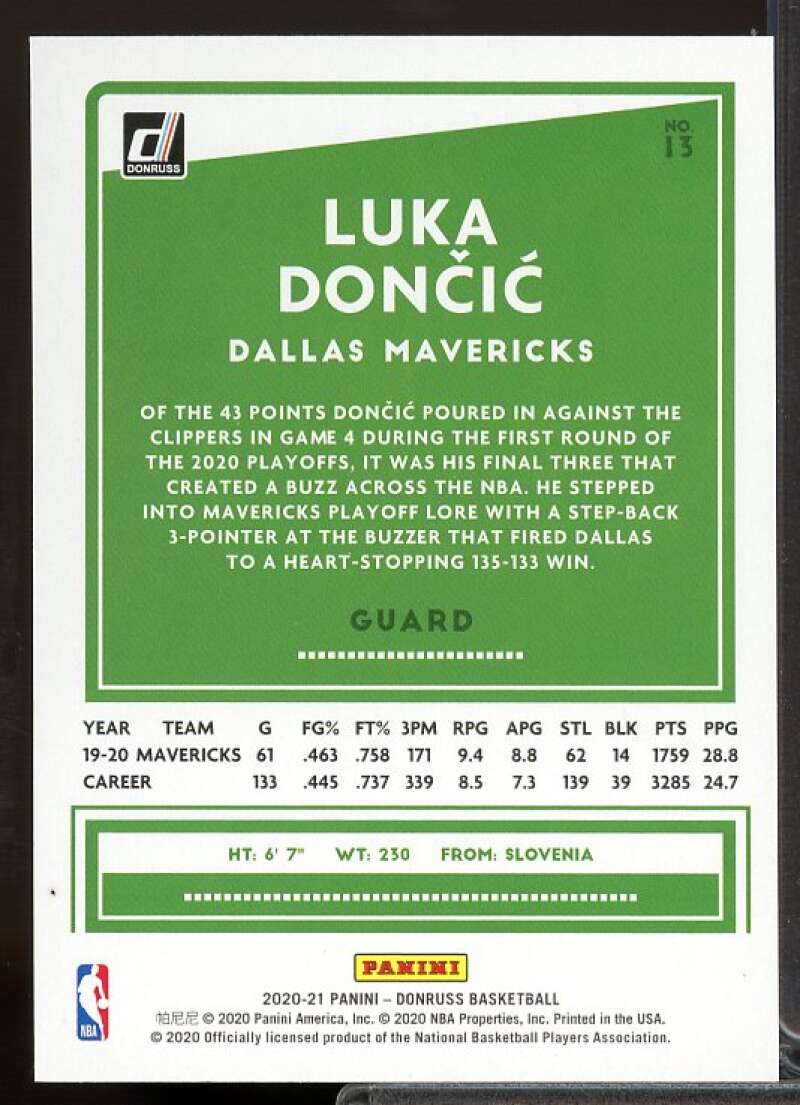 DONRUSS
NO.
13
LUKA
DONČIĆ
DALLAS MAVERICKS
OF THE 43 POINTS DONČIĆ POURED IN AGAINST THE
CLIPPERS IN GAME 4 DURING THE FIRST ROUND OF
THE 2020 PLAYOFFS, IT WAS HIS FINAL THREE THAT
CREATED A BUZZ ACROSS THE NBA. HE STEPPED
INTO MAVERICKS PLAYOFF LORE WITH A STEP-BACK
3-POINTER AT THE BUZZER THAT FIRED DALLAS
TO A HEART-STOPPING 135-133 WIN.
GUARD
YEAR TEAM G FG% FT% 3PM RPG APG STL BLK PTS PPG
19-20 MAVERICKS 61 .463 .758 171 9.4 8.8 62 14 1759 28.8
CAREER 133 .445 .737 339 8.5 7.3 139 39 3285 24.7
HT: 6' 7" WT: 230 FROM: SLOVENIA
PANINI
NBA
2020-21 PANINI – DONRUSS BASKETBALL
帕尼尼 © 2020 Panini America, Inc. © 2020 NBA Properties, Inc. Printed in the USA.
© 2020 Officially licensed product of the National Basketball Players Association.